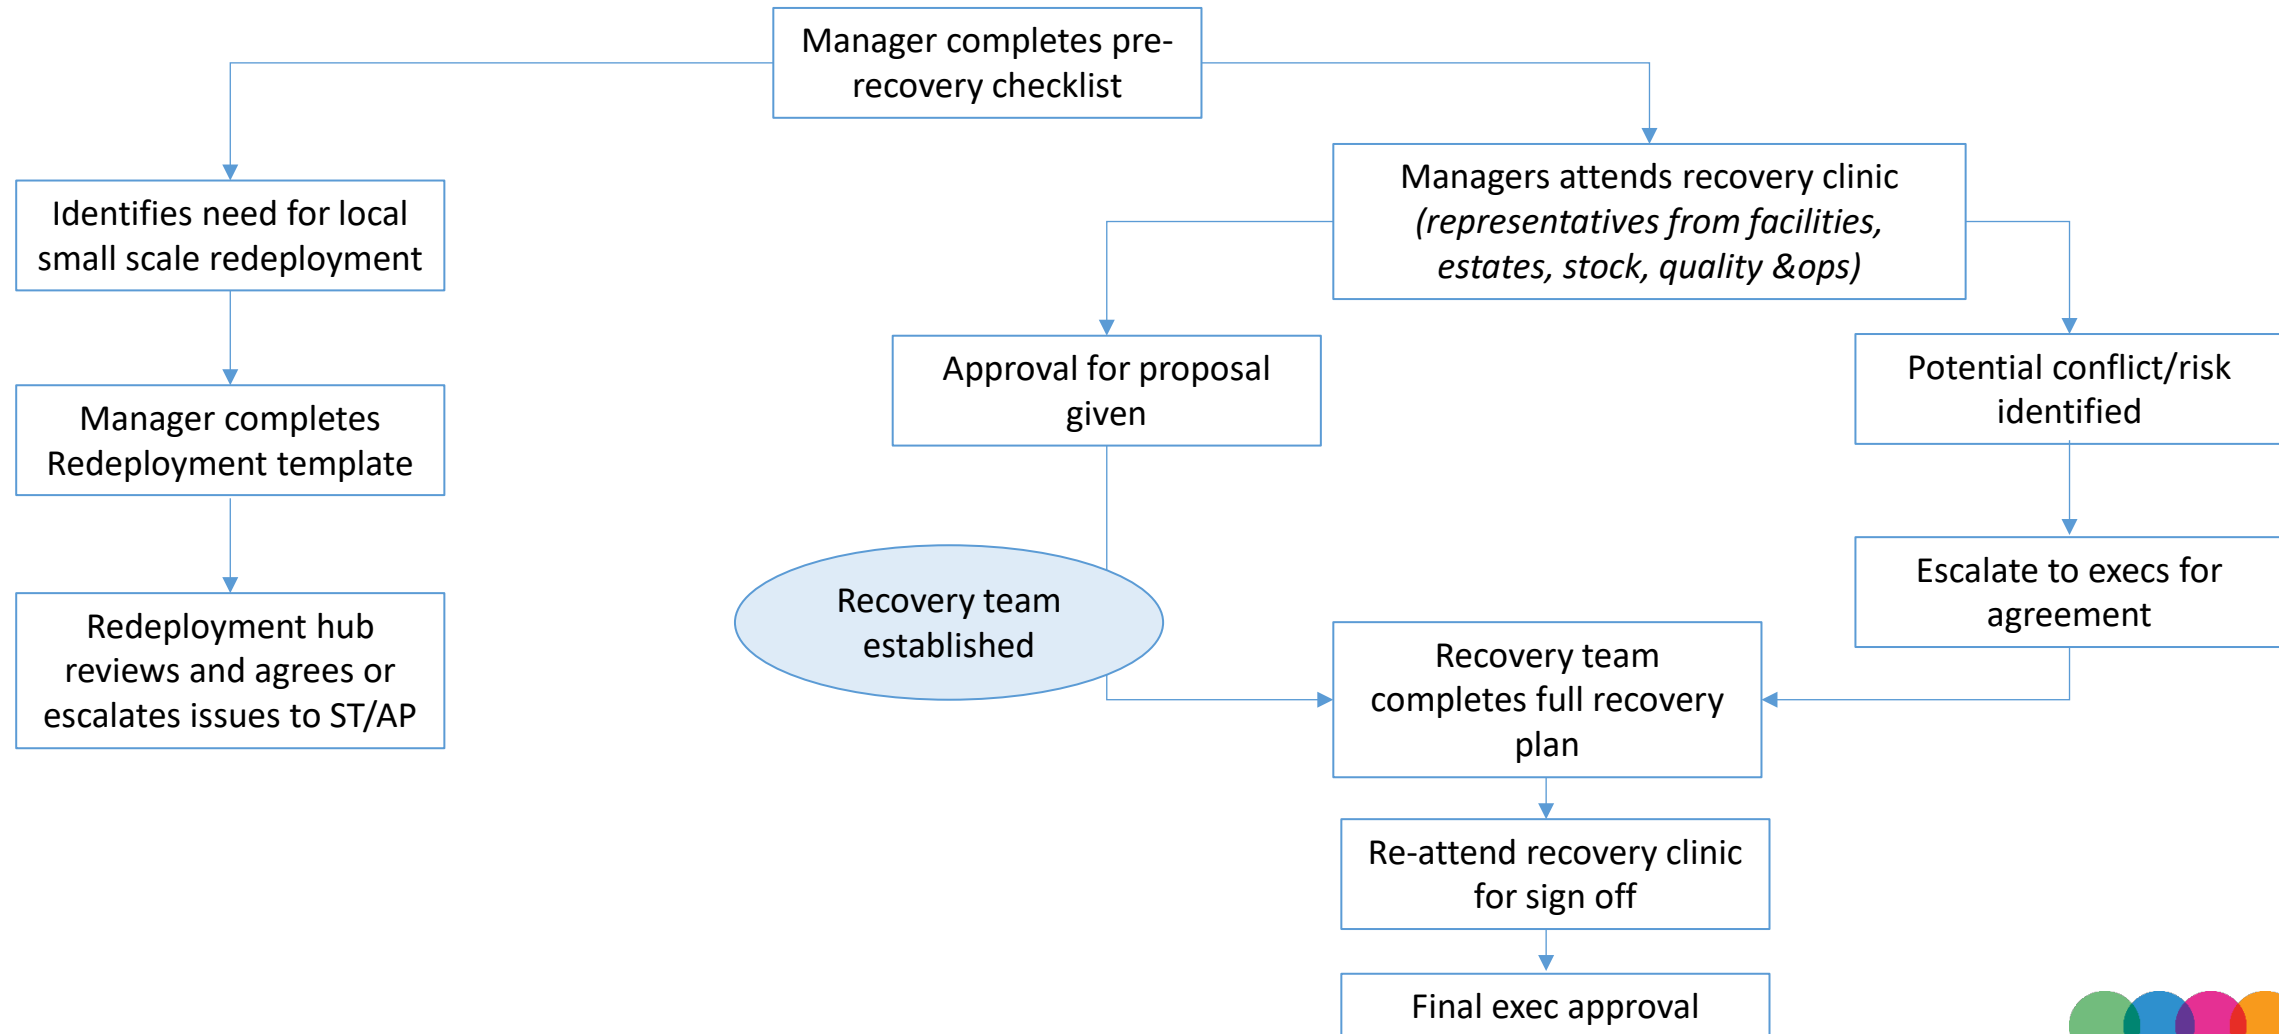 Manager completes pre-
recovery checklist
Identifies need for local
small scale redeployment
Manager completes
Redeployment template
Redeployment hub
reviews and agrees or
escalates issues to ST/AP
Managers attends recovery clinic
(representatives from facilities,
estates, stock, quality &ops)
Approval for proposal
given
Recovery team
established
Potential conflict/risk
identified
Escalate to execs for
agreement
Recovery team
completes full recovery
plan
Re-attend recovery clinic
for sign off
Final exec approval